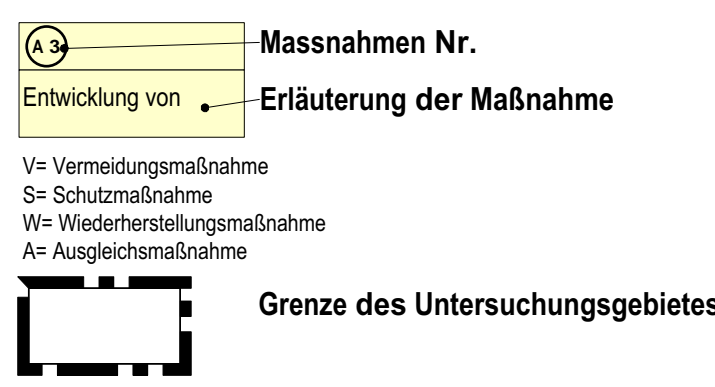 A 3
Massnahmen Nr.
Entwicklung von
Erläuterung der Maßnahme
V= Vermeidungsmaßnahme
S= Schutzmaßnahme
W= Wiederherstellungsmaßnahme
A= Ausgleichsmaßnahme
Grenze des Untersuchungsgebietes